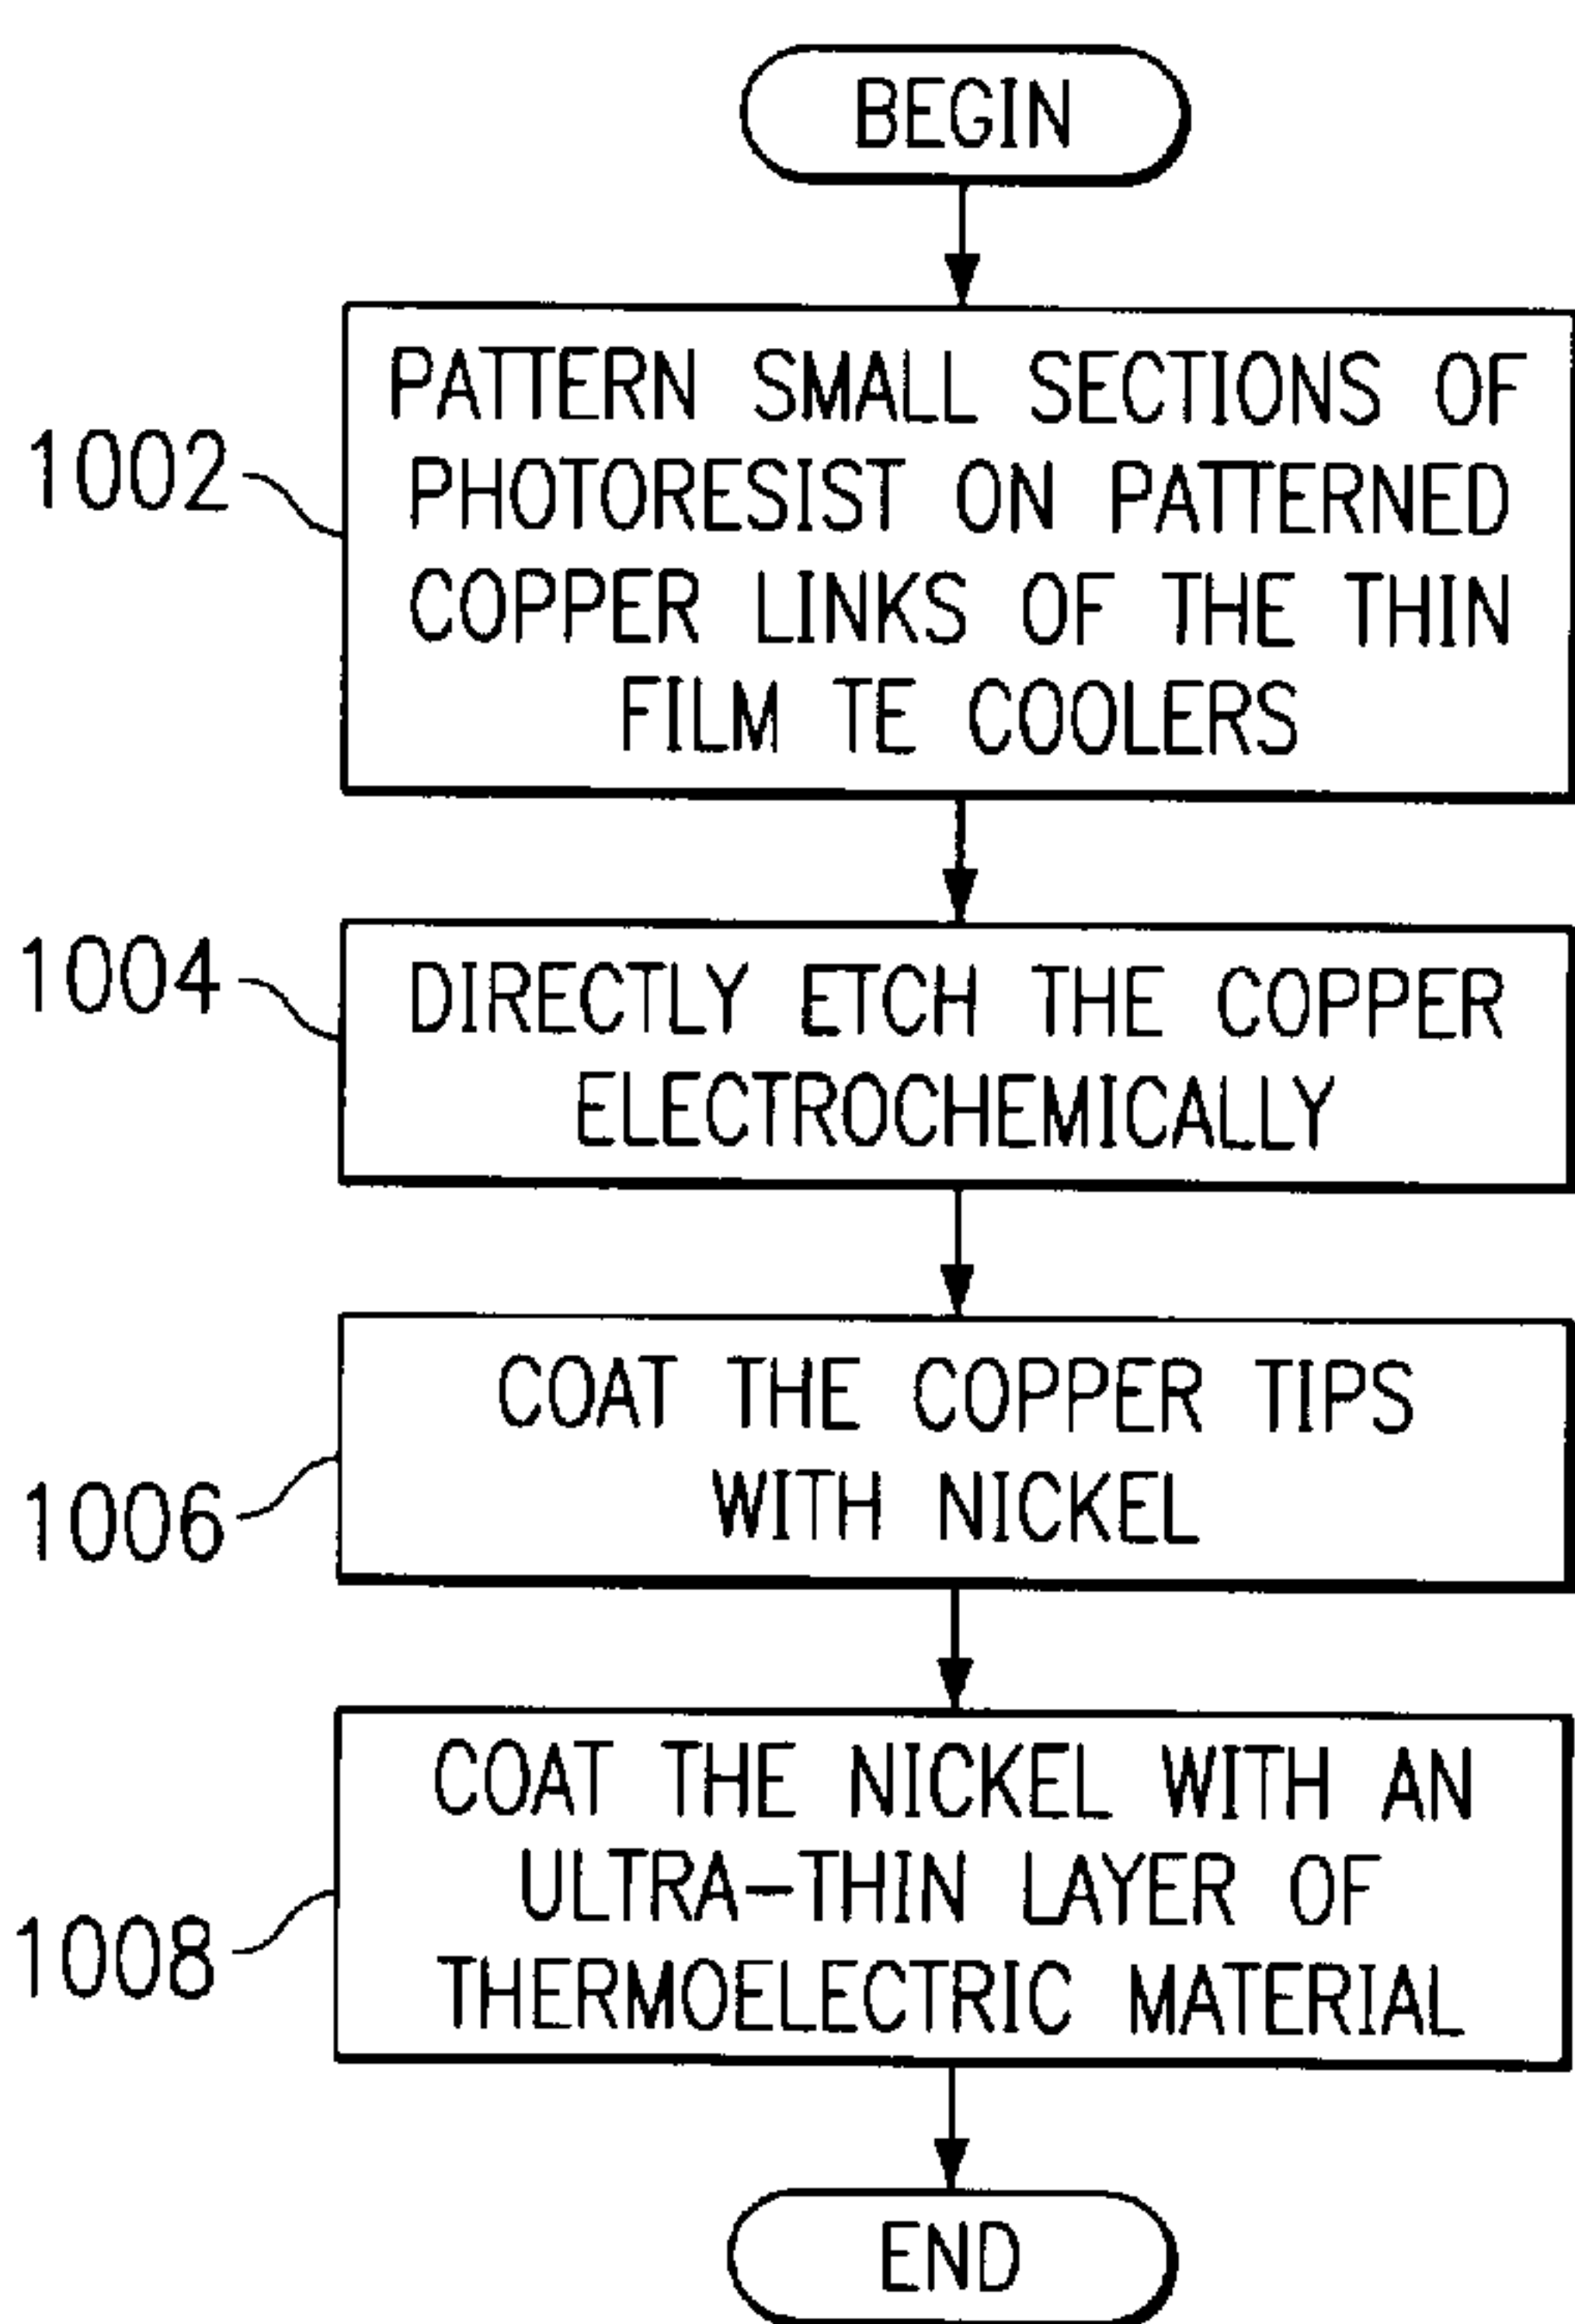 BEGIN
1002
PATTERN SMALL SECTIONS OF
PHOTORESIST ON PATTERNED
COPPER LINKS OF THE THIN
FILM TE COOLERS
1004
DIRECTLY ETCH THE COPPER
ELECTROCHEMICALLY
1006
COAT THE COPPER TIPS
WITH NICKEL
1008
COAT THE NICKEL WITH AN
ULTRA-THIN LAYER OF
THERMOELECTRIC MATERIAL
END